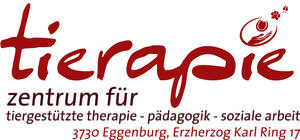 tierapie
zentrum für
tiergestützte therapie - pädagogik - soziale arbeit
3730 Eggenburg, Erzherzog Karl Ring 17